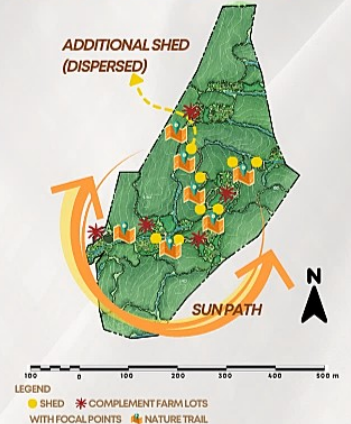 ADDITIONAL SHED
(DISPERSED)
SUN PATH
N
100 0 100 200 300 400 500 m
LEGEND
SHED COMPLEMENT FARM LOTS
WITH FOCAL POINTS NATURE TRAIL